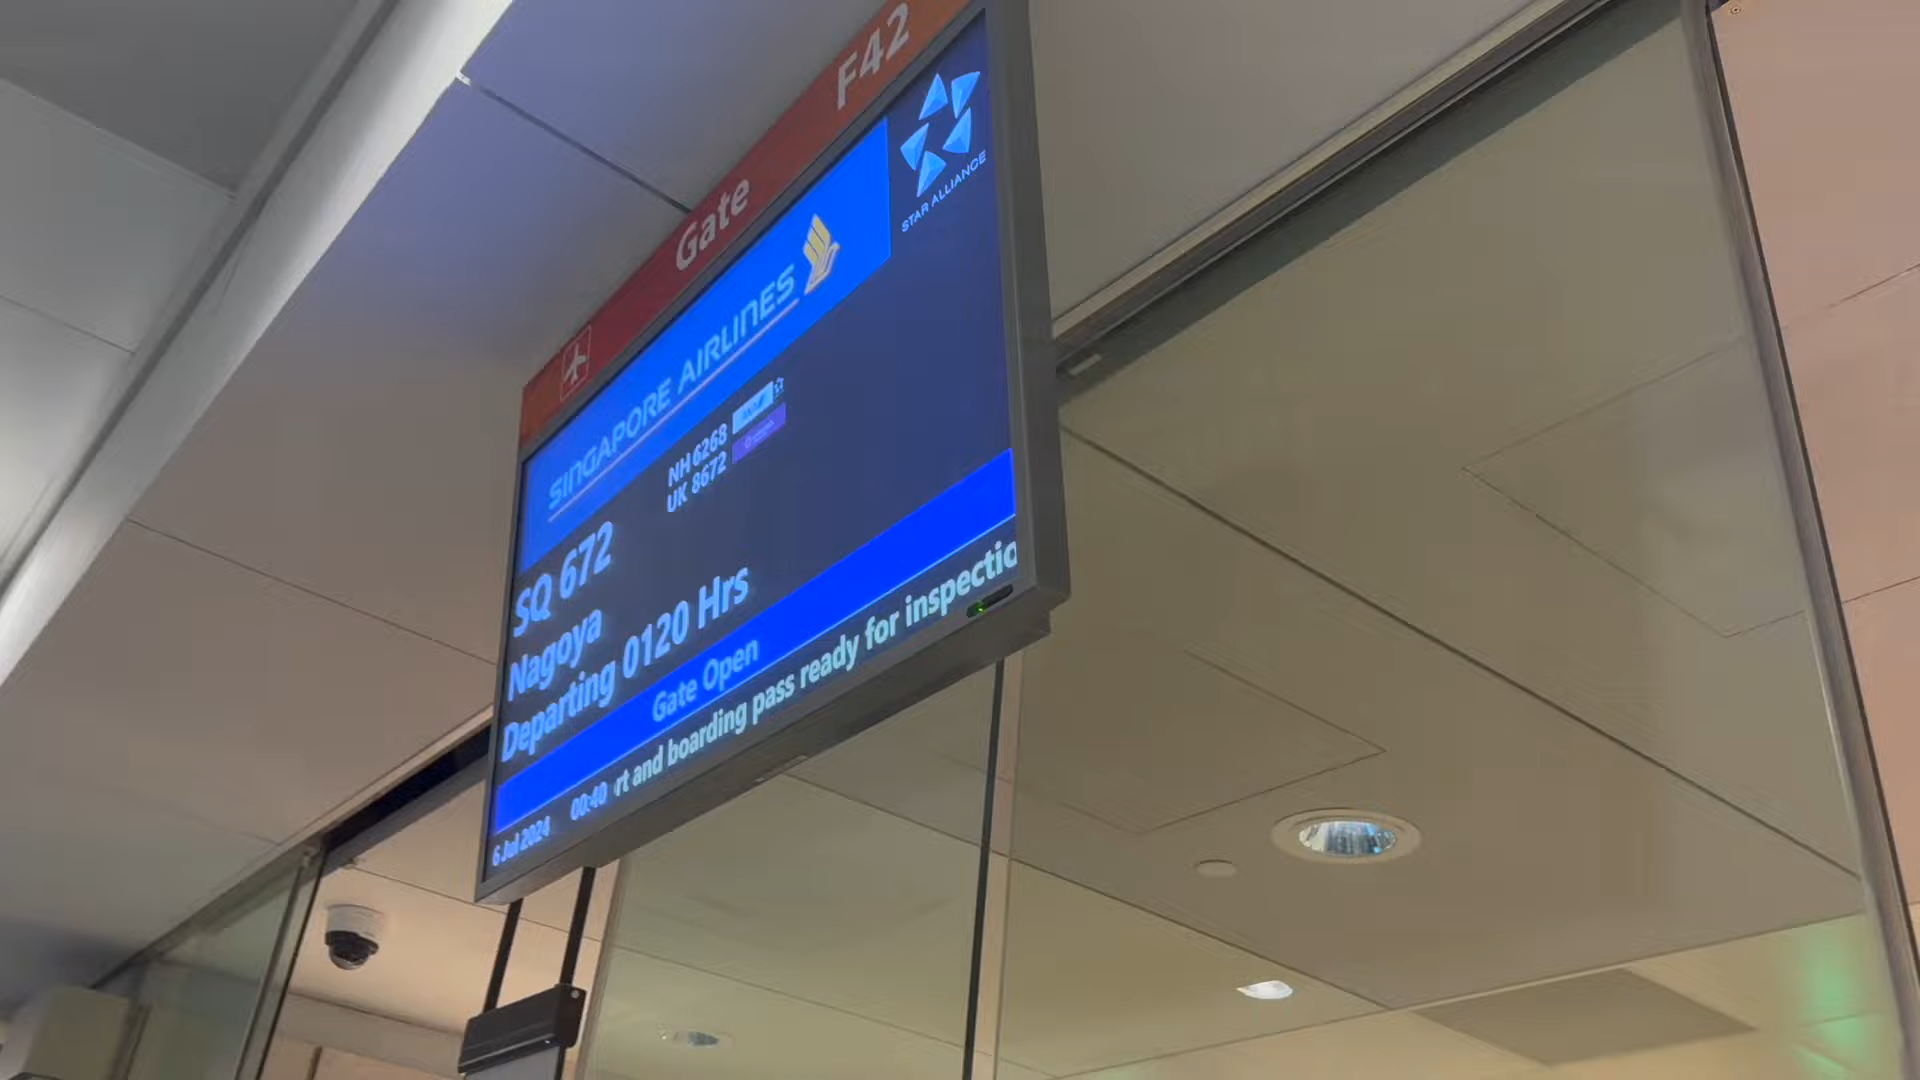 Gate F42
SINGAPORE AIRLINES
STAR ALLIANCE
SQ 672
NH 6268
UK 8672
Nagoya
Departing 0120 Hrs
Gate Open
6 Jul 2024 00:40 rt and boarding pass ready for inspectio